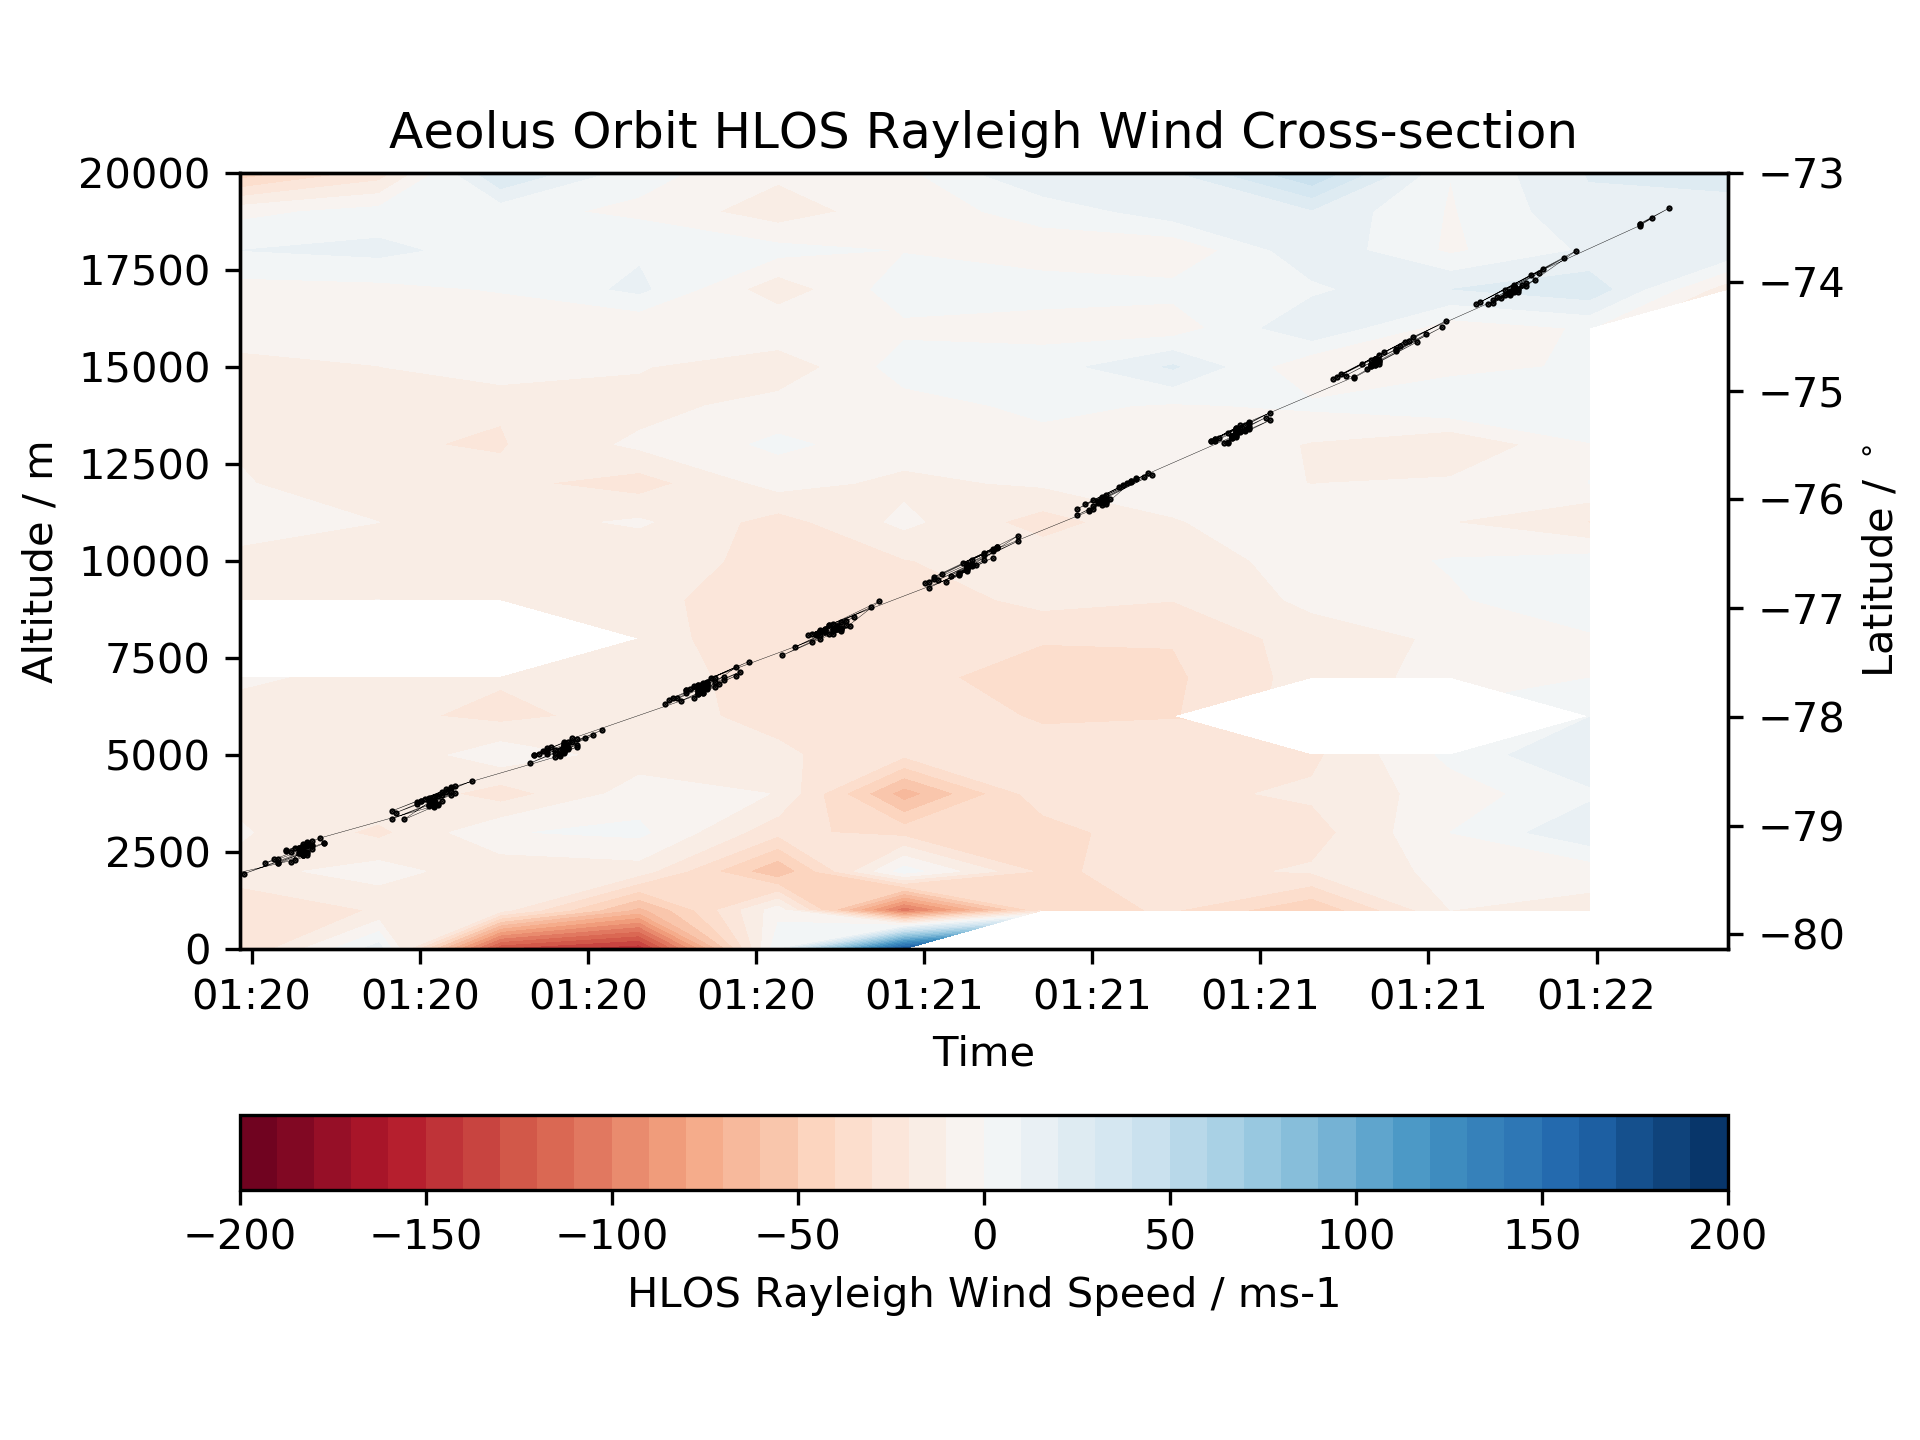 Aeolus Orbit HLOS Rayleigh Wind Cross-section
20000
17500
15000
12500
10000
7500
5000
2500
0
Altitude / m
−73
−74
−75
−76
−77
−78
−79
−80
Latitude / °
01:20 01:20 01:20 01:20 01:21 01:21 01:21 01:21 01:22
Time
−200 −150 −100 −50 0 50 100 150 200
HLOS Rayleigh Wind Speed / ms-1